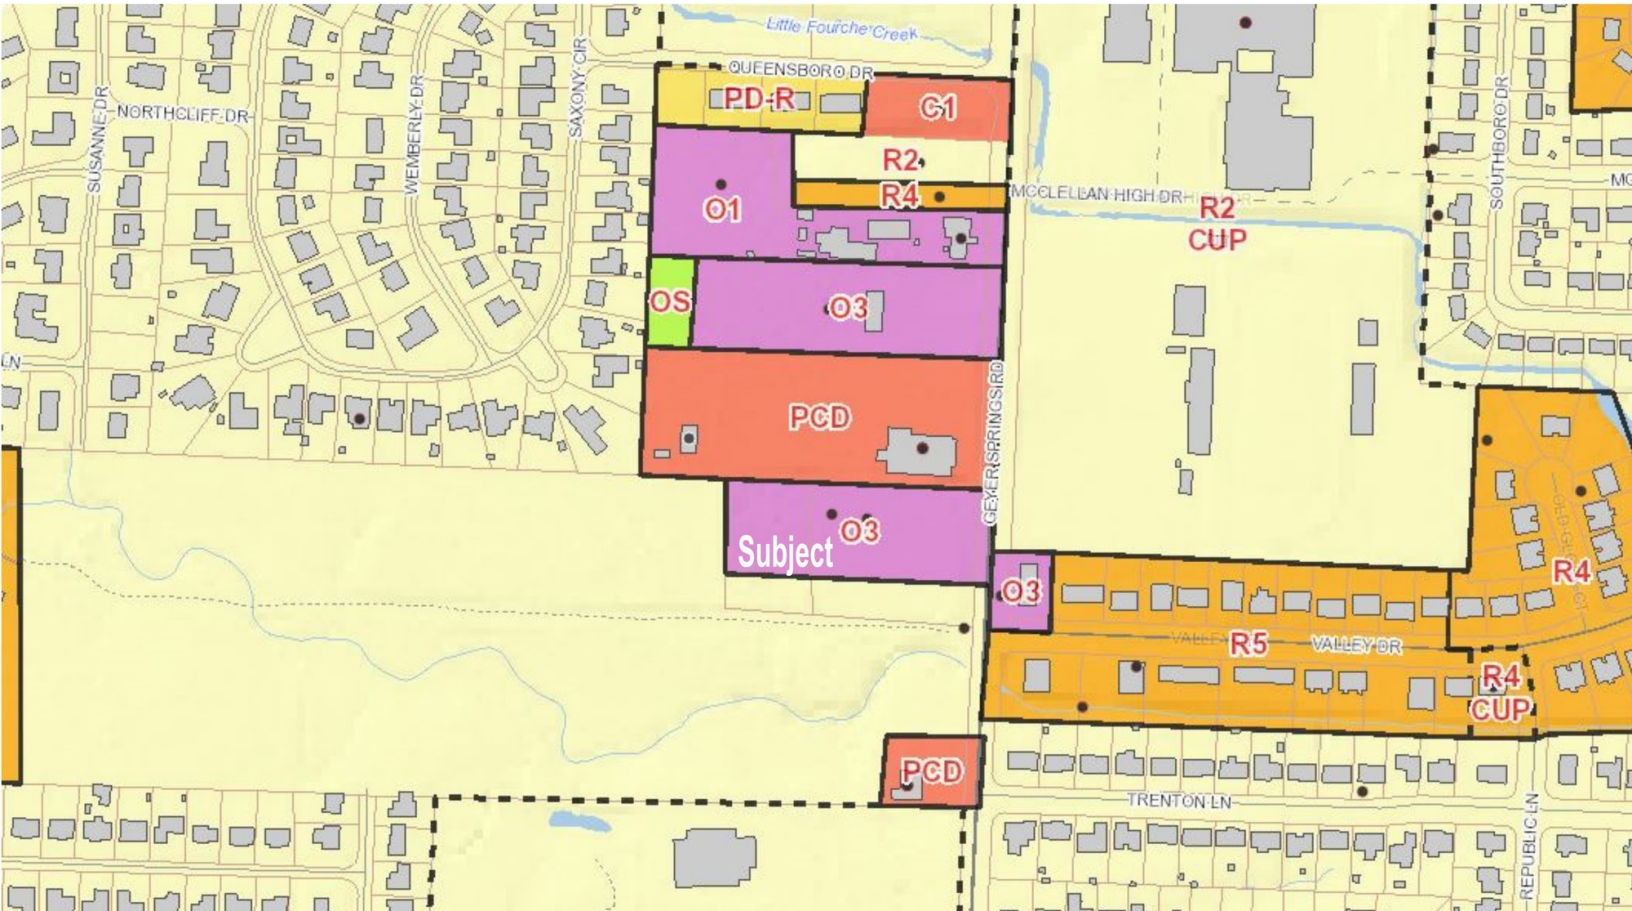 Little Fourche Creek
QUEENSBORO DR
PD-R
C1
NORTHCLIFF DR
SUSANNE DR
WEMBERLY DR
SAXONY CIR
SOUTHBORO DR
R2
R4
MCCLELLAN HIGH DR
O1
R2
CUP
OS
O3
LN
PCD
GEYER SPRINGS RD
O3
Subject
O3
R4
R5
VALLEY DR
R4
CUP
PCD
TRENTON LN
REPUBLIC LN